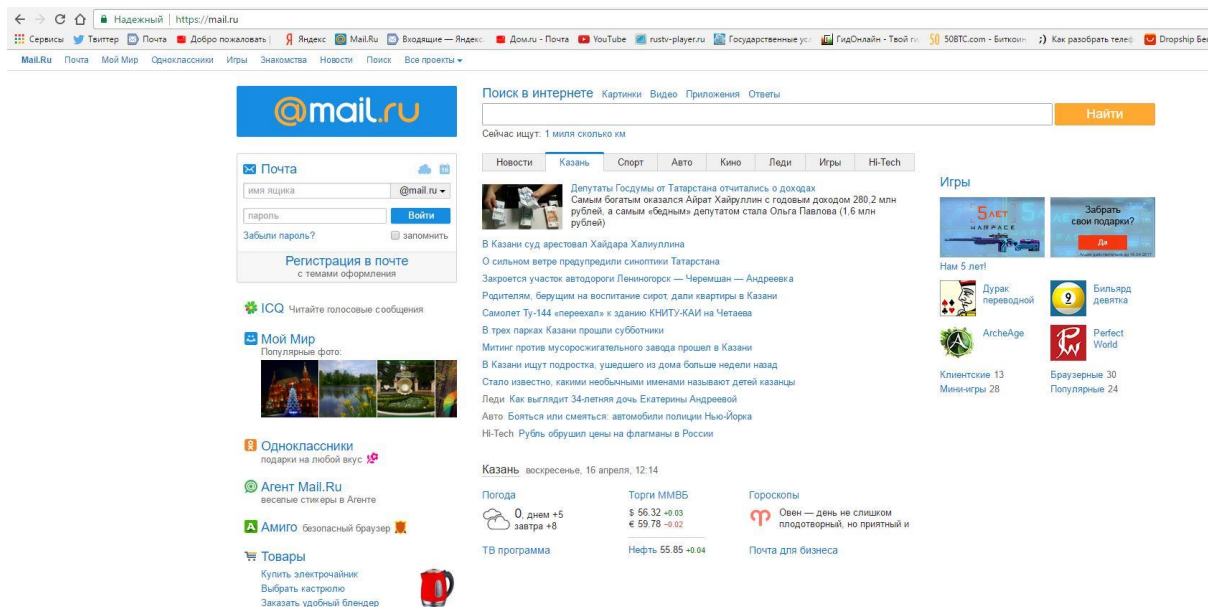 Надежный | https://mail.ru
Сервисы Твиттер Почта Добро пожаловать | Яндекс Mail.Ru Входящие — Яндекс. Дом.ru - Почта YouTube rustv-player.ru Государственные усл ГидОнлайн - Твой ги 50BTC.com - Биткоин ;) Как разобрать телеф Dropship Бе
Mail.Ru Почта Мой Мир Одноклассники Игры Знакомства Новости Поиск Все проекты
@mail.ru
Поиск в интернете Картинки Видео Приложения Ответы
Найти
Сейчас ищут: 1 миля сколько км
Почта
имя ящика @mail.ru
пароль Войти
Забыли пароль? запомнить
Регистрация в почте
с темами оформления
ICQ Читайте голосовые сообщения
Мой Мир
Популярные фото:
Одноклассники
подарки на любой вкус
Агент Mail.Ru
веселые стикеры в Агенте
Амиго безопасный браузер
Товары
Купить электрочайник
Выбрать кастрюлю
Заказать удобный блендер
Новости Казань Спорт Авто Кино Леди Игры Hi-Tech
Депутаты Госдумы от Татарстана отчитались о доходах
Самым богатым оказался Айрат Хайруллин с годовым доходом 280,2 млн
рублей, а самым «бедным» депутатом стала Ольга Павлова (1,6 млн
рублей)
В Казани суд арестовал Хайдара Халиуллина
О сильном ветре предупредили синоптики Татарстана
Закроется участок автодороги Лениногорск — Черемшан — Андреевка
Родителям, берущим на воспитание сирот, дали квартиры в Казани
Самолет Ту-144 «переехал» к зданию КНИТУ-КАИ на Четаева
В трех парках Казани прошли субботники
Митинг против мусоросжигательного завода прошел в Казани
В Казани ищут подростка, ушедшего из дома больше недели назад
Стало известно, какими необычными именами называют детей казанцы
Леди Как выглядит 34-летняя дочь Екатерины Андреевой
Авто Бояться или смеяться: автомобили полиции Нью-Йорка
Hi-Tech Рубль обрушил цены на флагманы в России
Казань воскресенье, 16 апреля, 12:14
Погода
0, днем +5
завтра +8
ТВ программа
Торги ММВБ
$ 56.32 +0.03
€ 59.78 -0.02
Нефть 55.85 +0.04
Гороскопы
Овен — день не слишком
плодотворный, но приятный и
Почта для бизнеса
Игры
5 ЛЕТ
WARFACE
Нам 5 лет!
Забрать
свои подарки?
Да
Дурак
переводной
9
Бильярд
девятка
ArcheAge
Perfect
World
Клиентские 13
Браузерные 30
Мини-игры 28
Популярные 24